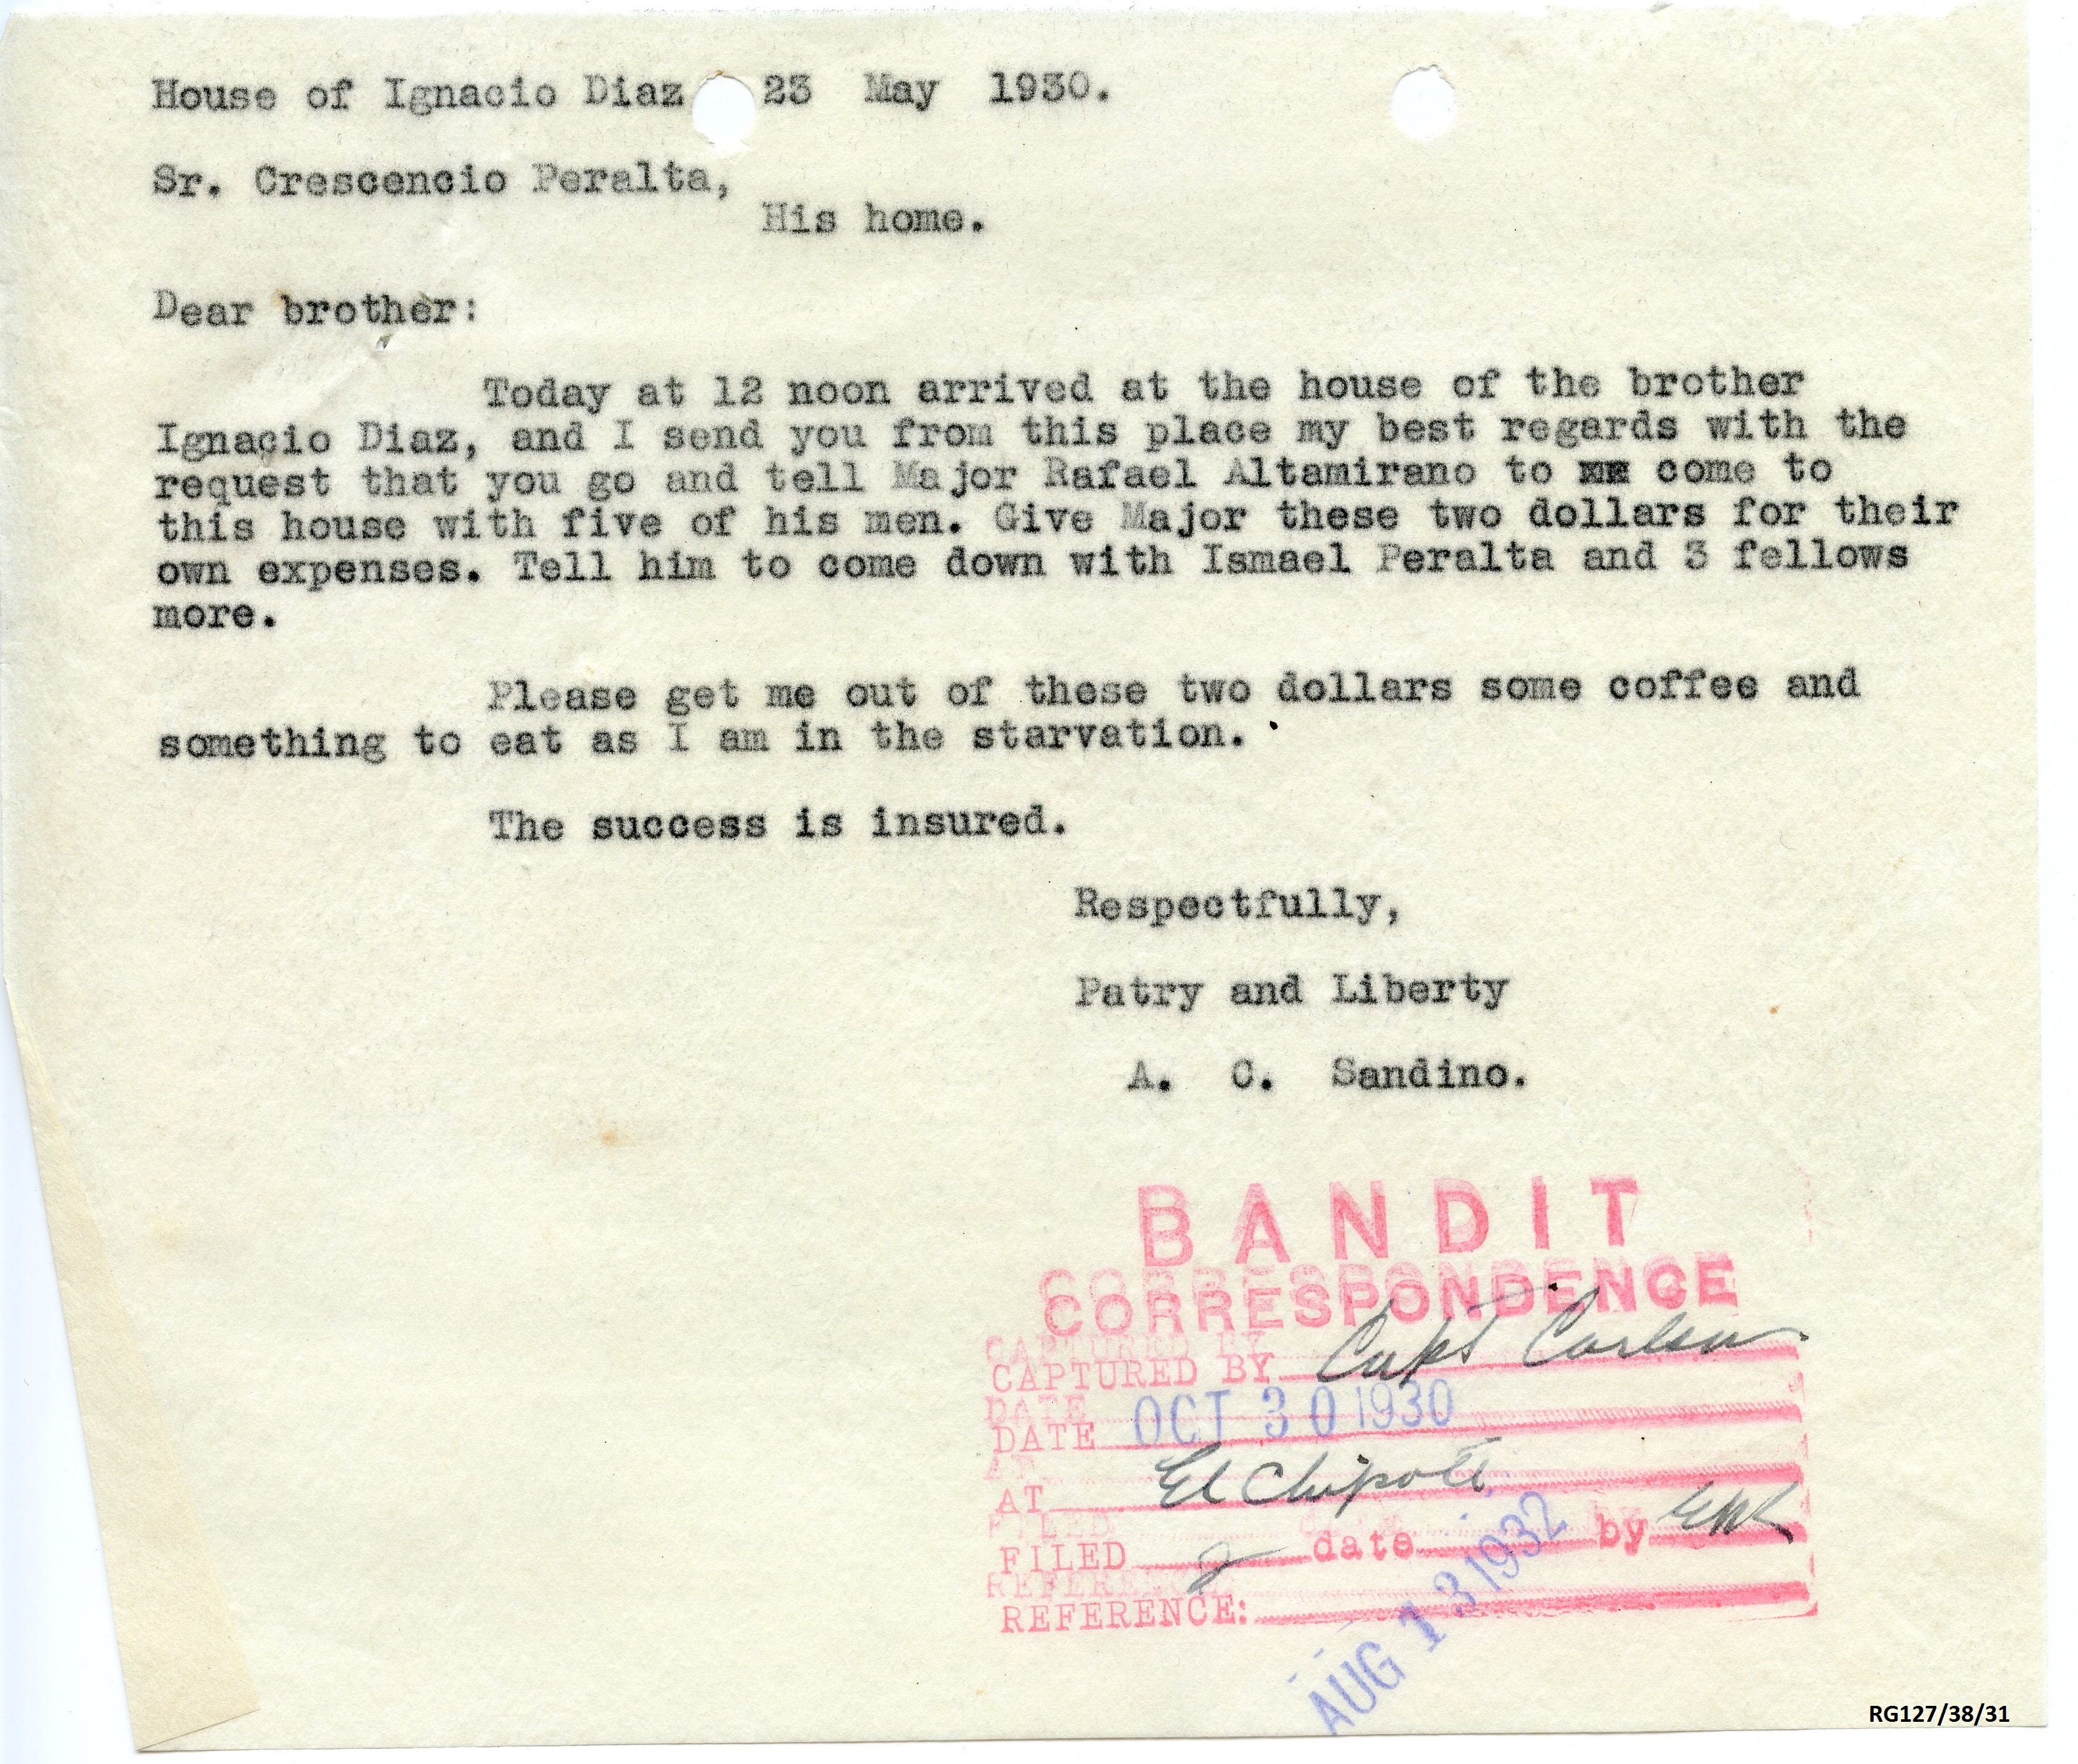 House of Ignacio Diaz 23 May 1930.
Sr. Crescencio Peralta,
His home.
Dear brother:
Today at 12 noon arrived at the house of the brother
Ignacio Diaz, and I send you from this place my best regards with the
request that you go and tell Major Rafael Altamirano to come to
this house with five of his men. Give Major these two dollars for their
own expenses. Tell him to come down with Ismael Peralta and 3 fellows
more.
Please get me out of these two dollars some coffee and
something to eat as I am in the starvation.
The success is insured.
Respectfully,
Patry and Liberty
A. C. Sandino.
BANDIT
CORRESPONDENCE
CAPTURED BY Capt Carlson
DATE OCT 30 1930
AT El Chipote
FILED 2 date AUG 13 1932 by
REFERENCE:
RG127/38/31